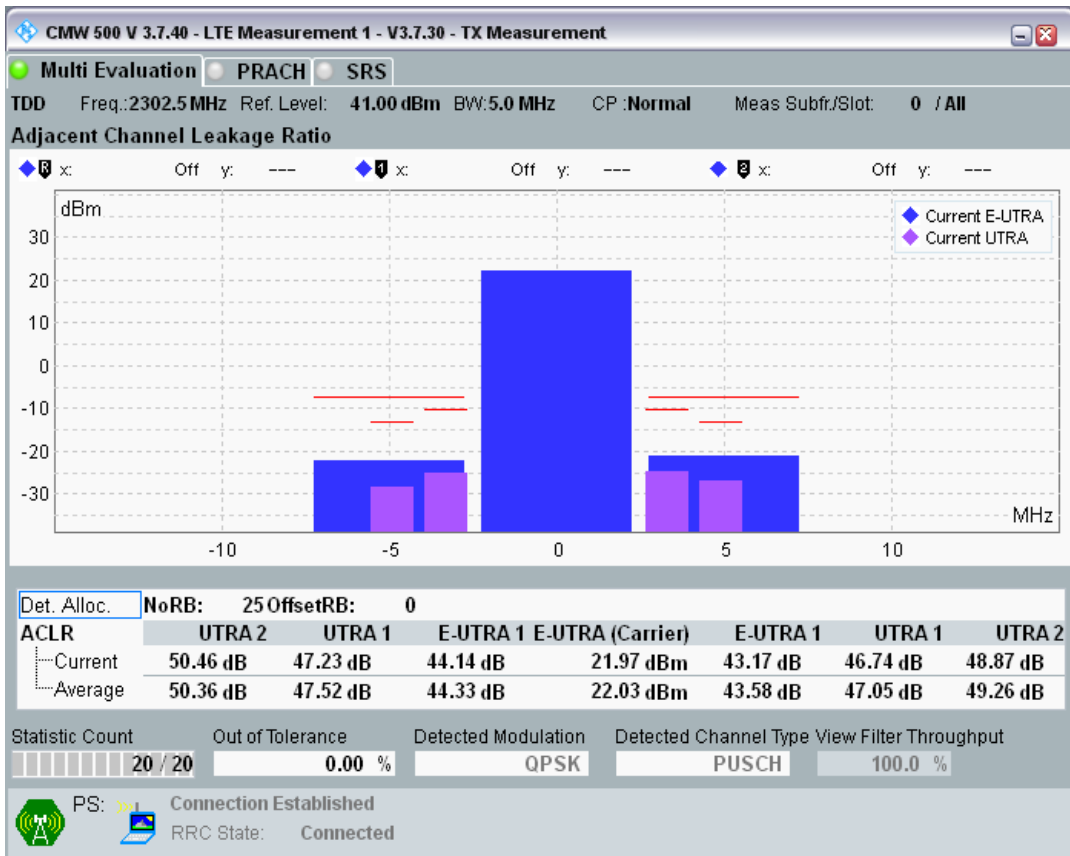 CMW 500 V 3.7.40 - LTE Measurement 1 - V3.7.30 - TX Measurement
Multi Evaluation PRACH SRS
TDD Freq.:2302.5 MHz Ref. Level: 41.00 dBm BW:5.0 MHz CP :Normal Meas Subfr./Slot: 0 / All
Adjacent Channel Leakage Ratio
R x: Off y: --- 1 x: Off y: --- 2 x: Off y: ---
dBm
Current E-UTRA
Current UTRA
30
20
10
0
-10
-20
-30
MHz
-10 -5 0 5 10
Det. Alloc. NoRB: 25 OffsetRB: 0
ACLR UTRA 2 UTRA 1 E-UTRA 1 E-UTRA (Carrier) E-UTRA 1 UTRA 1 UTRA 2
Current 50.46 dB 47.23 dB 44.14 dB 21.97 dBm 43.17 dB 46.74 dB 48.87 dB
Average 50.36 dB 47.52 dB 44.33 dB 22.03 dBm 43.58 dB 47.05 dB 49.26 dB
Statistic Count Out of Tolerance Detected Modulation Detected Channel Type View Filter Throughput
20 / 20 0.00 % QPSK PUSCH 100.0 %
PS: Connection Established
RRC State: Connected